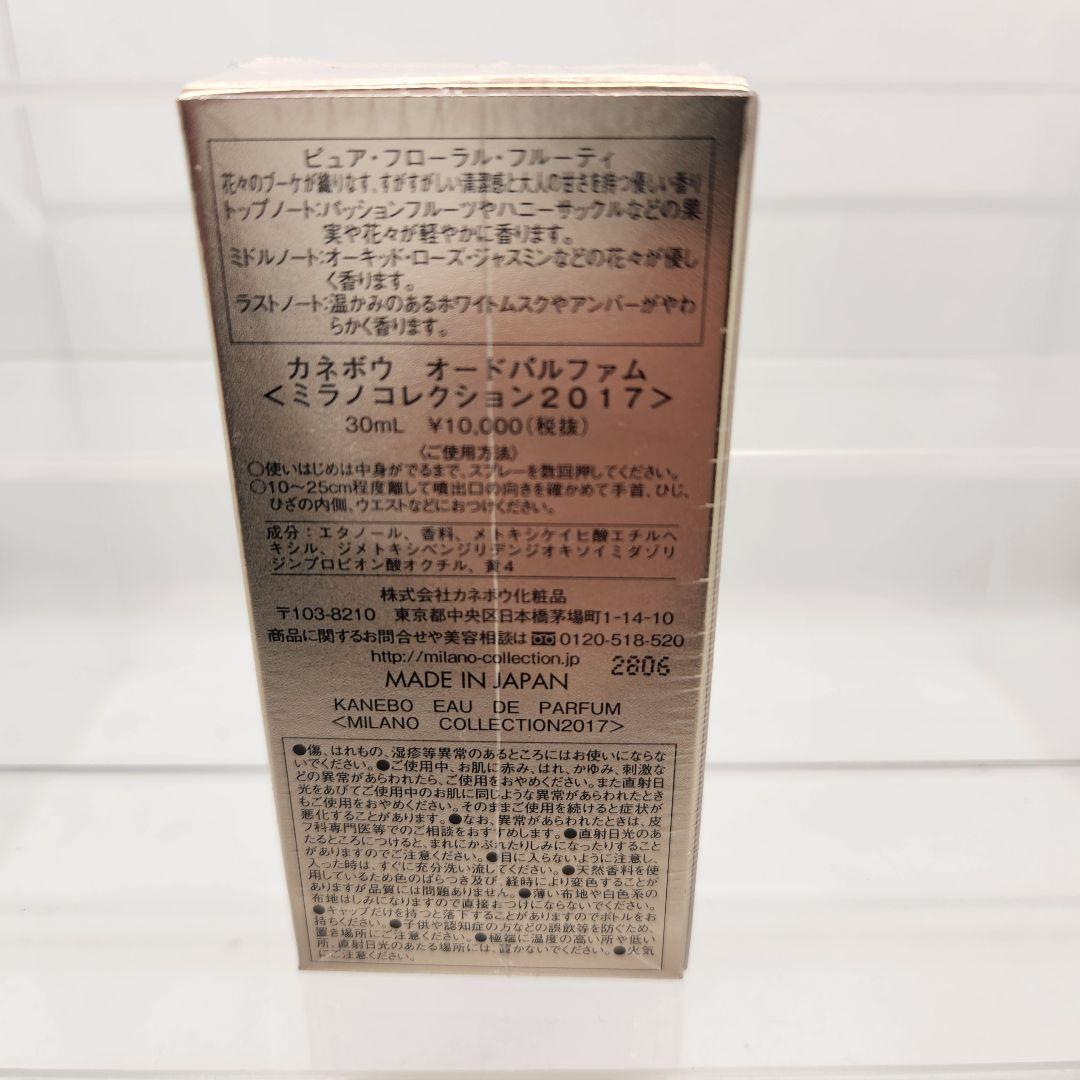 ピュア・フローラル・フルーティ
花々のブーケが織りなす、すがすがしい清潔感と大人の甘さを持つ優しい香り
トップノート:パッションフルーツやハニーサックルなどの果
実や花々が軽やかに香ります。
ミドルノート:オーキッド・ローズ・ジャスミンなどの花々が優し
く香ります。
ラストノート:温かみのあるホワイトムスクやアンバーがやわ
らかく香ります。
カネボウ オードパルファム
<ミラノコレクション2017>
30mL ¥10,000(税抜)
〈ご使用方法〉
○使いはじめは中身がでるまで、スプレーを数回押してください。
○10～25cm程度離して噴出口の向きを確かめて手首、ひじ、
ひざの内側、ウエストなどにおつけください。
成分:エタノール、香料、メトキシケイヒ酸エチルヘ
キシル、ジメトキシベンジリデンジオキソイミダゾリ
ジンプロピオン酸オクチル、黄4
株式会社カネボウ化粧品
〒103-8210 東京都中央区日本橋茅場町1-14-10
商品に関するお問合せや美容相談は 0120-518-520
http://milano-collection.jp 2806
MADE IN JAPAN
KANEBO EAU DE PARFUM
<MILANO COLLECTION2017>
●傷、はれもの、湿疹等異常のあるところにはお使いにならな
いでください。●ご使用中、お肌に赤み、はれ、かゆみ、刺激な
どの異常があらわれたら、ご使用をおやめください。また直射日
光をあびてご使用中のお肌に同じような異常があらわれたとき
もご使用をおやめください。そのままご使用を続けると症状が
悪化することがあります。●なお、異常があらわれたときは、皮
フ科専門医等でのご相談をおすすめします。●直射日光のあ
たるところにつけると、まれにかぶれたりしみになったりすること
がありますのでご注意ください。●目に入らないように注意し、
入った時は、すぐに充分洗い流してください。●天然香料を使
用しているため色のばらつき及び、経時により変色することが
ありますが品質には問題ありません。●薄い布地や白色系の
布地はしみになりますので直接おつけにならないでください。
●キャップだけを持つと落下することがありますのでボトルをお
持ちください。●子供や認知症の方などの誤飲等を防ぐため、
置き場所にご注意ください。●極端に温度の高い所や低い
所、直射日光のあたる場所には、置かないでください。●火気
にご注意ください。